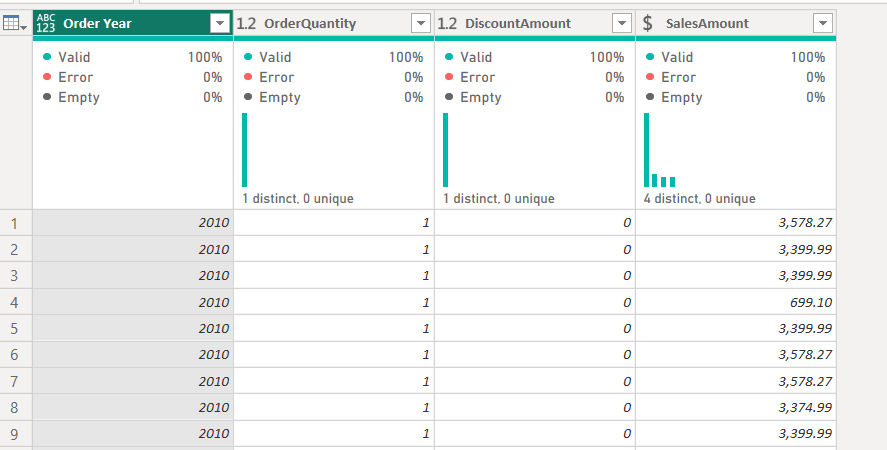 ABC 123 Order Year 1.2 OrderQuantity 1.2 DiscountAmount $ SalesAmount
Valid 100% Valid 100% Valid 100% Valid 100%
Error 0% Error 0% Error 0% Error 0%
Empty 0% Empty 0% Empty 0% Empty 0%
1 distinct, 0 unique 1 distinct, 0 unique 4 distinct, 0 unique
1 2010 1 0 3,578.27
2 2010 1 0 3,399.99
3 2010 1 0 3,399.99
4 2010 1 0 699.10
5 2010 1 0 3,399.99
6 2010 1 0 3,578.27
7 2010 1 0 3,578.27
8 2010 1 0 3,374.99
9 2010 1 0 3,399.99